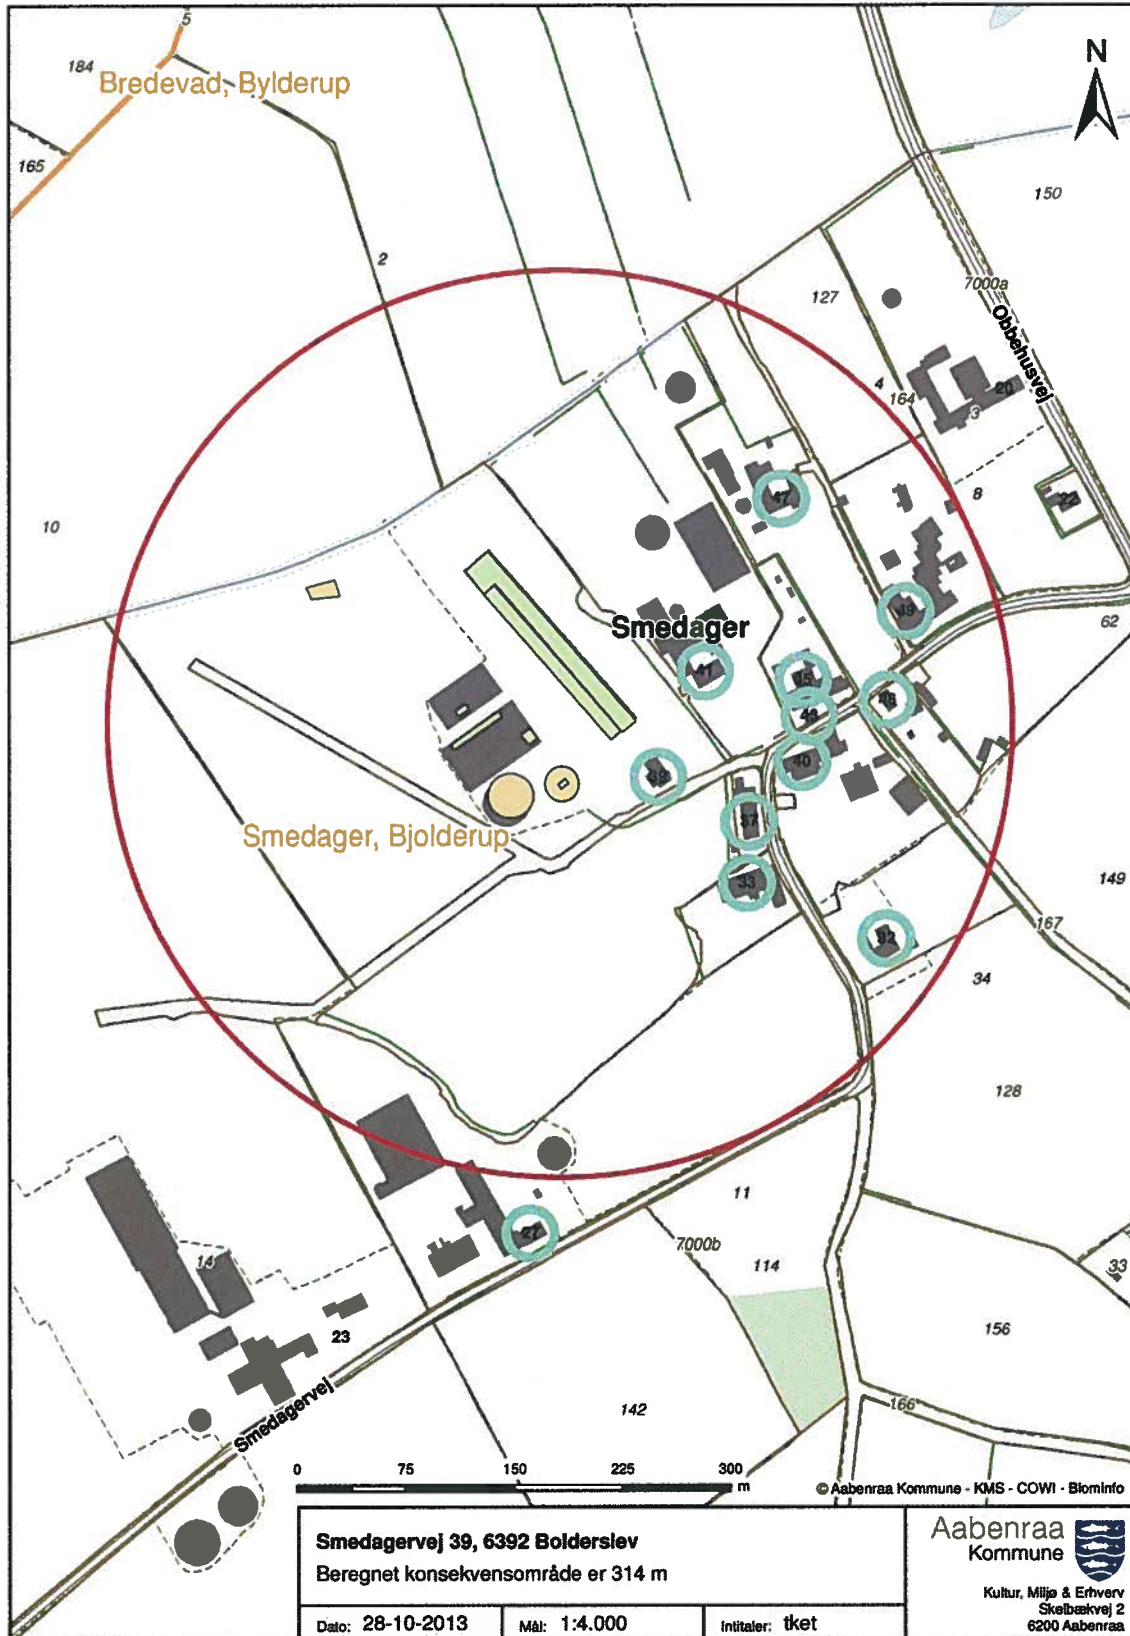 5
184
Bredevad, Bylderup
N
165
150
2
7000a
127
Obbehusvej
4
164
20
3
10
47
8
22
49
62
Smedager
41
45
46
43
40
39
37
Smedager, Bjolderup
33
149
32
167
34
128
11
27
7000b
114
14
33
23
156
142
166
Smedagervej
0 75 150 225 300
m
© Aabenraa Kommune - KMS - COWI - Blominfo
Smedagervej 39, 6392 Bolderslev
Beregnet konsekvensområde er 314 m
Dato: 28-10-2013 Mål: 1:4.000 Intitaler: tket
Aabenraa
Kommune
Kultur, Miljø & Erhverv
Skelbækvej 2
6200 Aabenraa